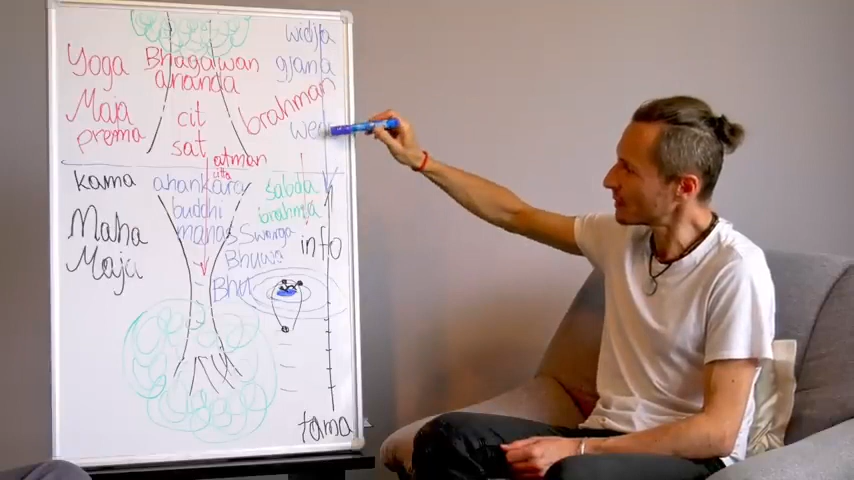 widja
Yoga Bhagawan gjana
ananda
Maja cit brahman
prema
sat
atman
citta
kama ahankara sabda
buddhi brahma
Maha manas Swarga info
Maja Bhuwa
Bhu
tama